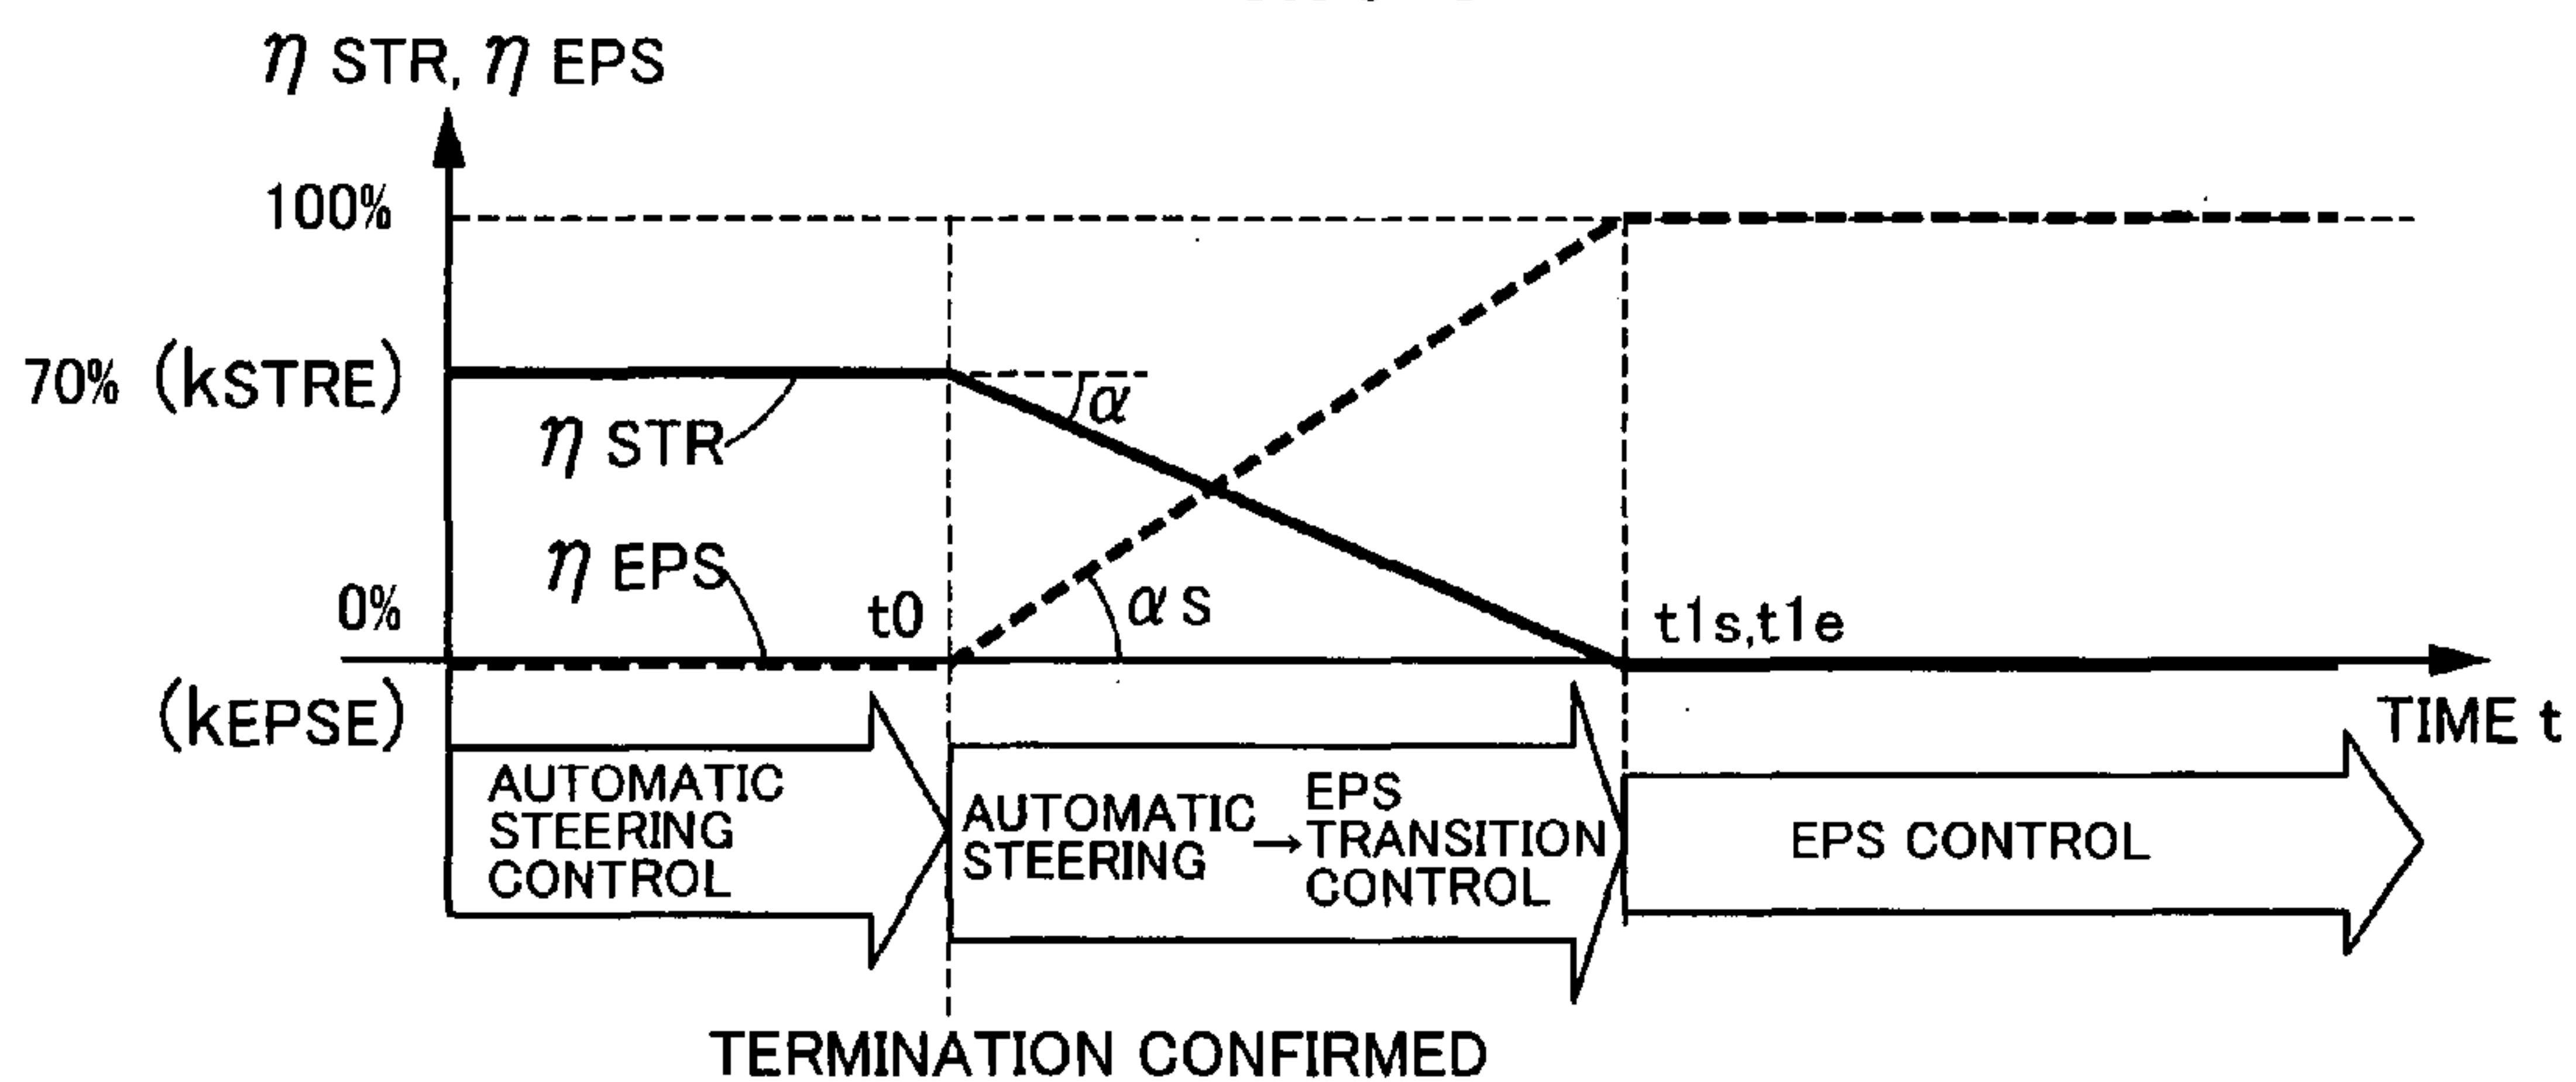 η STR, η EPS
100%
70% (kSTRE)
α
η STR
η EPS
0%
t0
αs
t1s,t1e
(kEPSE)
TIME t
AUTOMATIC
STEERING
CONTROL
AUTOMATIC
STEERING
→
EPS
TRANSITION
CONTROL
EPS CONTROL
TERMINATION CONFIRMED